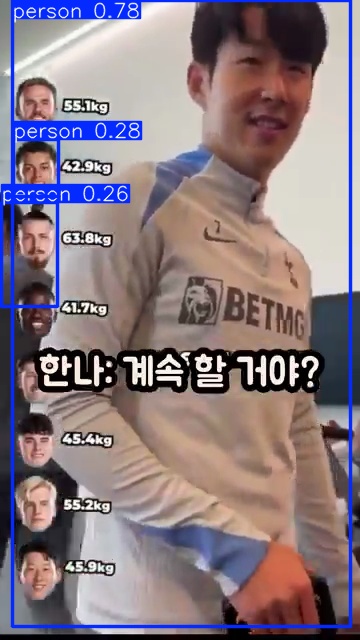 person 0.78
55.1kg
person 0.28
42.9kg
person 0.26
63.8kg
41.7kg
7
BETMG
한나: 계속 할 거야?
45.4kg
55.2kg
45.9kg